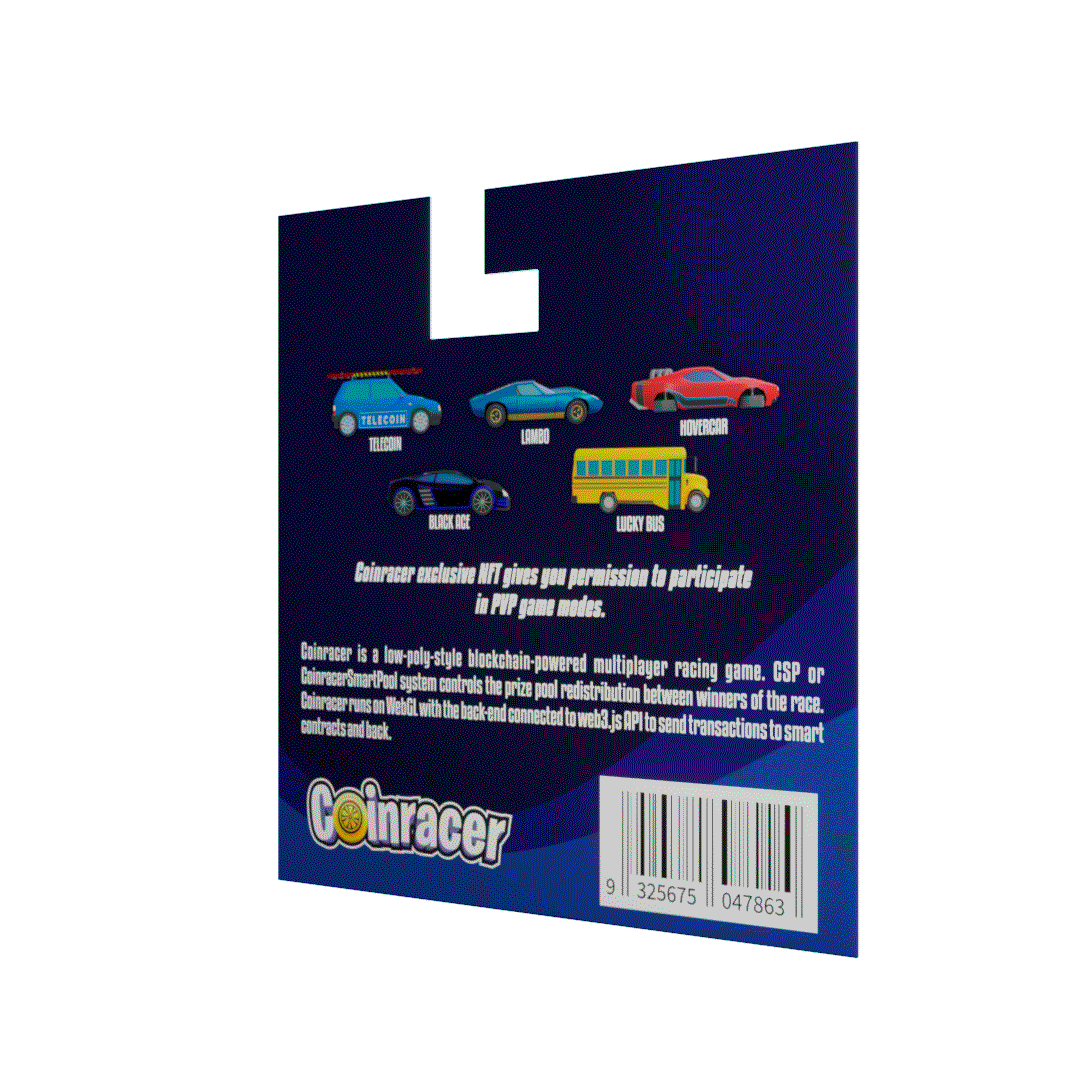 TELECOIN
TELECOIN
LAMBO
HOVERCAR
BLACK ACE
LUCKY BUS
Coinracer exclusive NFT gives you permission to participate
in PVP game modes.
Coinracer is a low-poly-style blockchain-powered multiplayer racing game. CSP or
CoinracerSmartPool system controls the prize pool redistribution between winners of the race.
Coinracer runs on WebGL with the back-end connected to web3.js API to send transactions to smart
contracts and back.
Coinracer
9 325675 047863